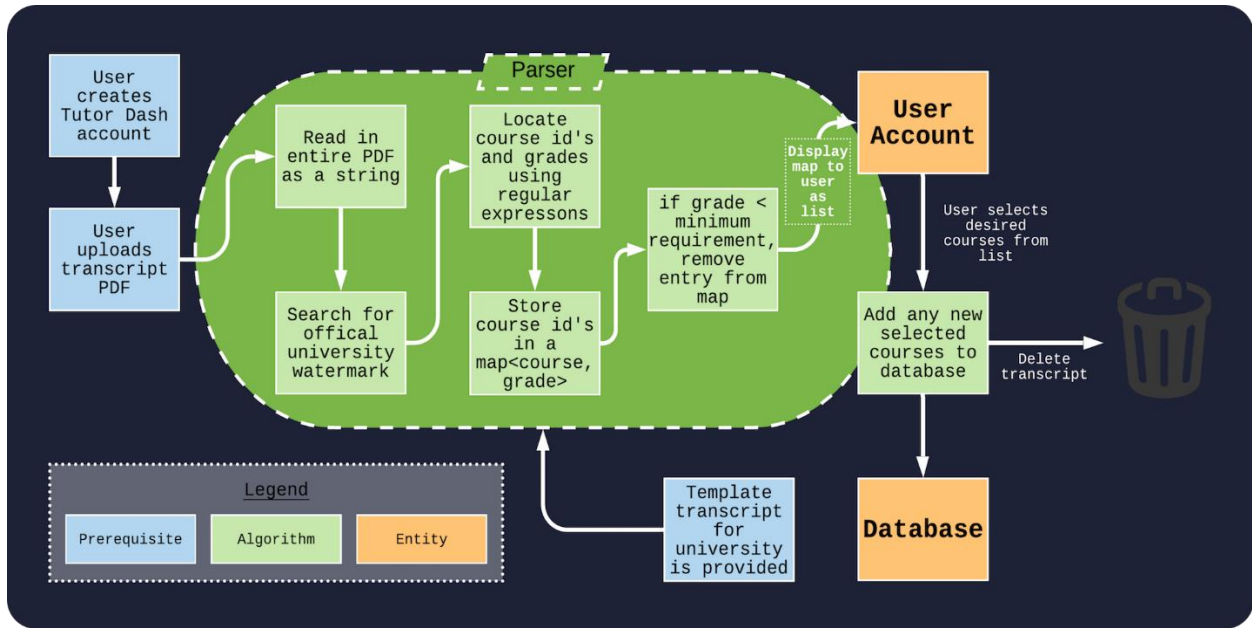 User
creates
Tutor Dash
account
User
uploads
transcript
PDF
Parser
Read in
entire PDF
as a string
Search for
offical
university
watermark
Locate
course id's
and grades
using
regular
expressons
Store
course id's
in a
map<course,
grade>
if grade <
minimum
requirement,
remove
entry from
map
Display
map to
user
as
list
User
Account
User selects
desired
courses from
list
Add any new
selected
courses to
database
Delete
transcript
Database
Template
transcript
for
university
is provided
Legend
Prerequisite
Algorithm
Entity